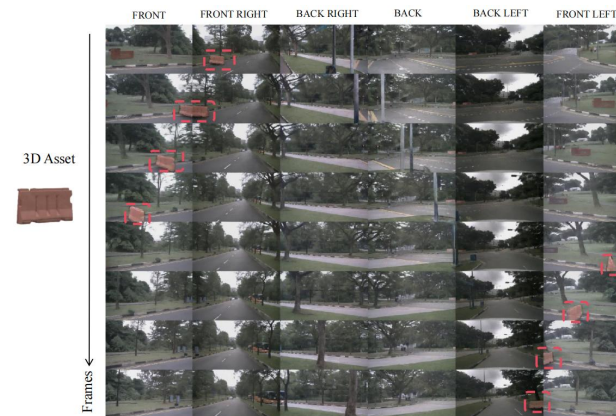 FRONT
FRONT RIGHT
BACK RIGHT
BACK
BACK LEFT
FRONT LEFT
3D Asset
Frames